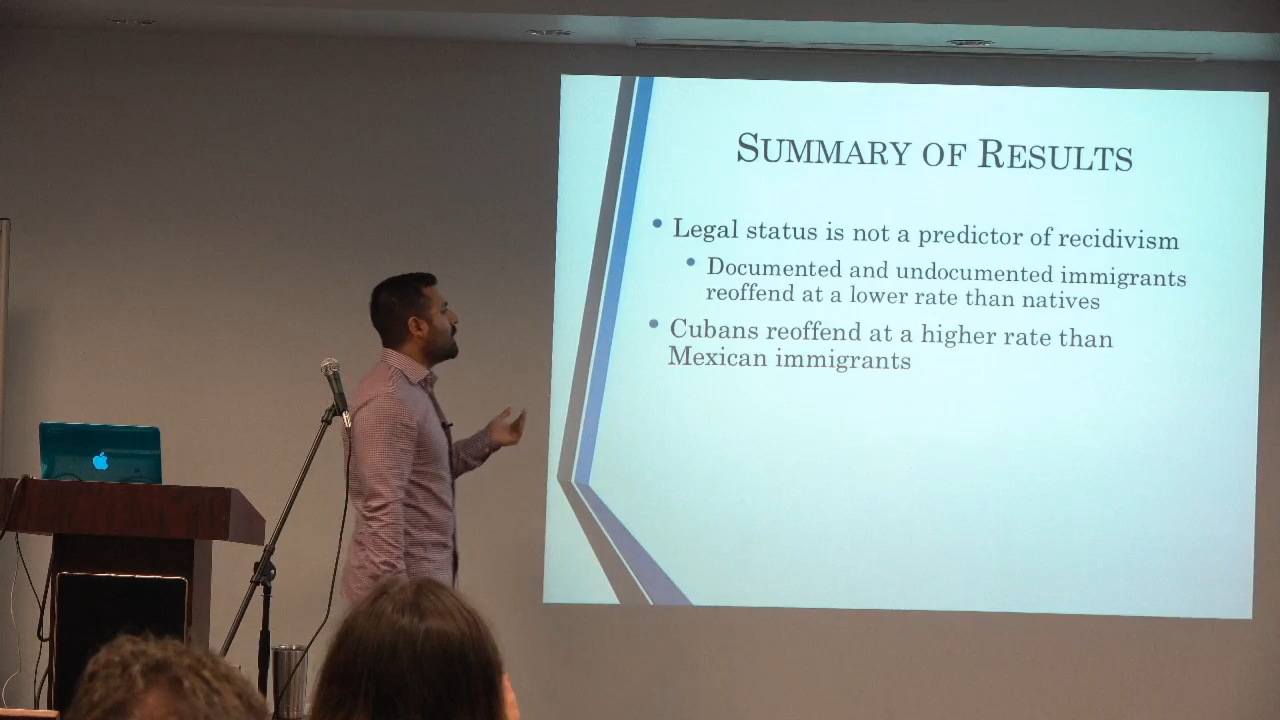 SUMMARY OF RESULTS
• Legal status is not a predictor of recidivism
• Documented and undocumented immigrants
reoffend at a lower rate than natives
• Cubans reoffend at a higher rate than
Mexican immigrants